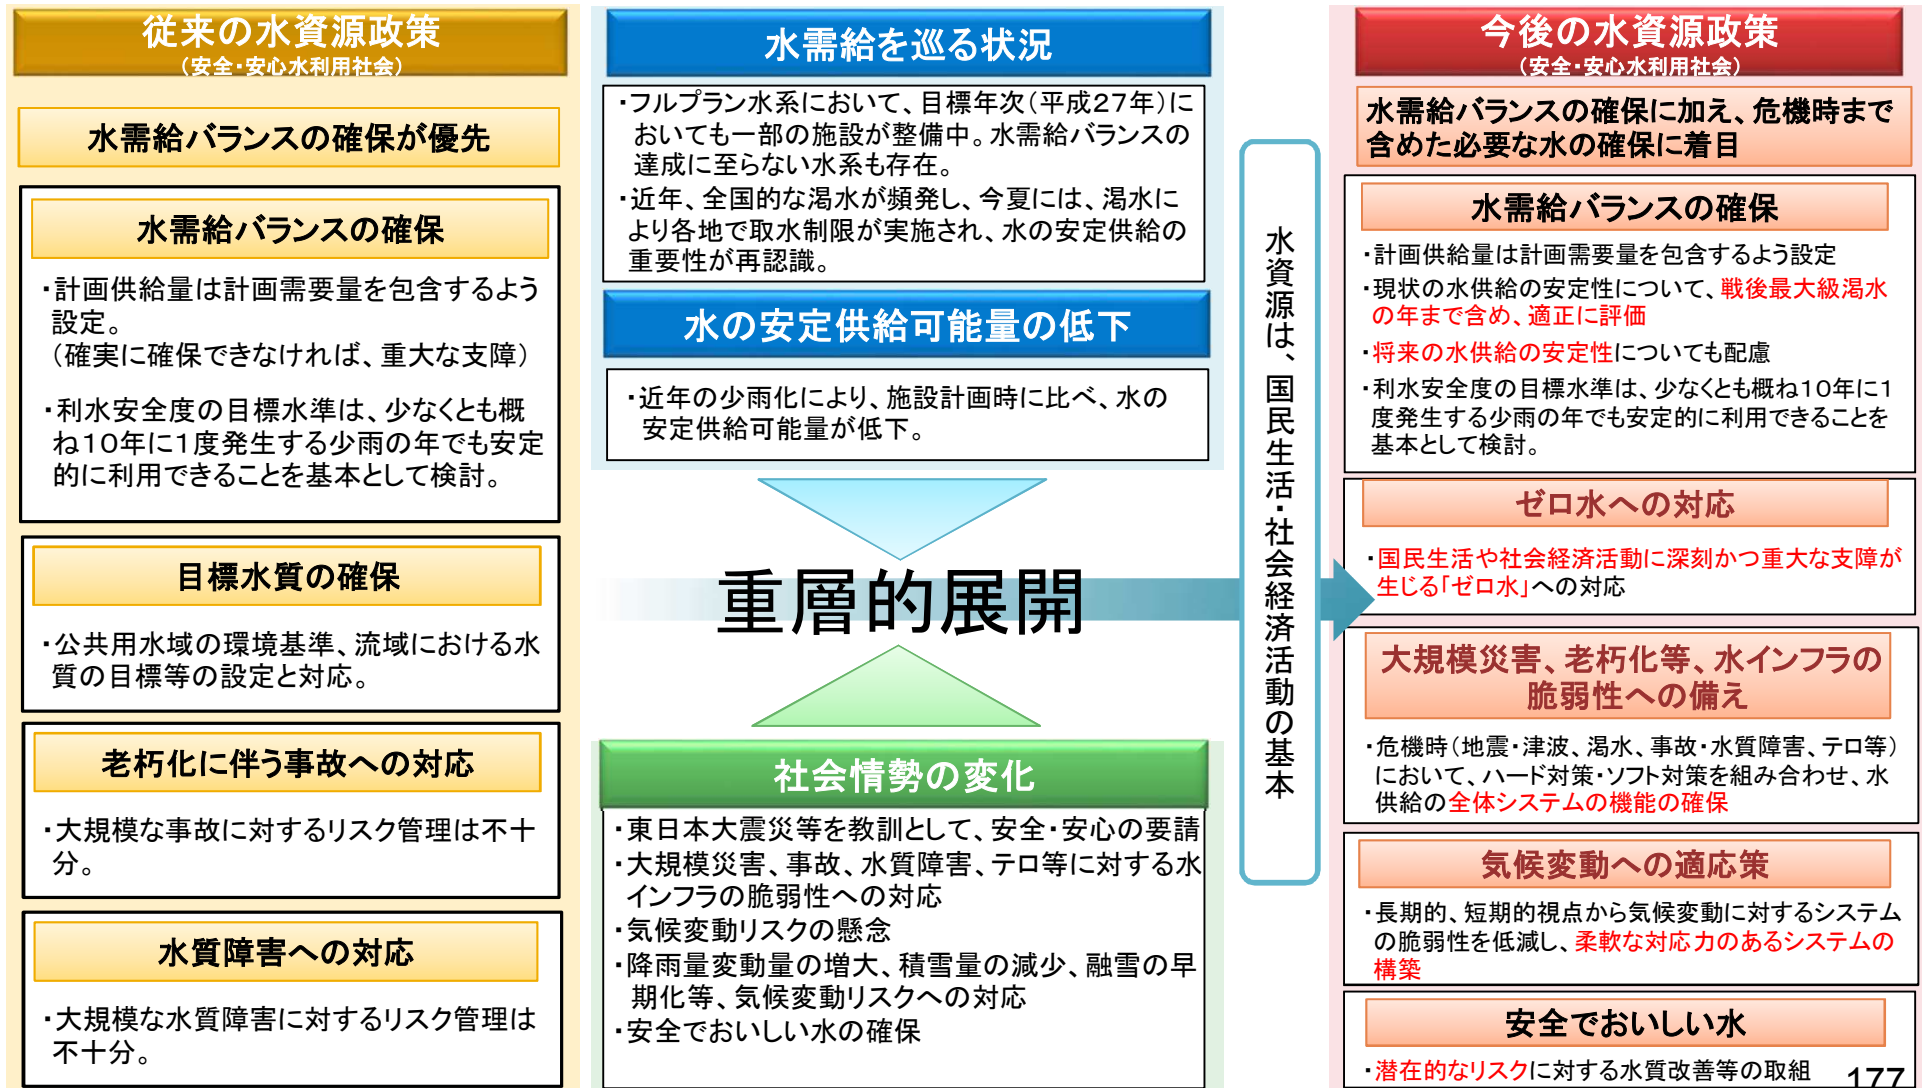 従来の水資源政策
（安全・安心水利用社会）
水需給バランスの確保が優先
水需給バランスの確保
・計画供給量は計画需要量を包含するよう
設定。
（確実に確保できなければ、重大な支障）
・利水安全度の目標水準は、少なくとも概
ね１０年に１度発生する少雨の年でも安定
的に利用できることを基本として検討。
目標水質の確保
・公共用水域の環境基準、流域における水
質の目標等の設定と対応。
老朽化に伴う事故への対応
・大規模な事故に対するリスク管理は不十
分。
水質障害への対応
・大規模な水質障害に対するリスク管理は
不十分。
水需給を巡る状況
・フルプラン水系において、目標年次（平成２７年）に
おいても一部の施設が整備中。水需給バランスの
達成に至らない水系も存在。
・近年、全国的な渇水が頻発し、今夏には、渇水に
より各地で取水制限が実施され、水の安定供給の
重要性が再認識。
水の安定供給可能量の低下
・近年の少雨化により、施設計画時に比べ、水の
安定供給可能量が低下。
重層的展開
社会情勢の変化
・東日本大震災等を教訓として、安全・安心の要請
・大規模災害、事故、水質障害、テロ等に対する水
インフラの脆弱性への対応
・気候変動リスクの懸念
・降雨量変動量の増大、積雪量の減少、融雪の早
期化等、気候変動リスクへの対応
・安全でおいしい水の確保
水資源は、国民生活・社会経済活動の基本
今後の水資源政策
（安全・安心水利用社会）
水需給バランスの確保に加え、危機時まで
含めた必要な水の確保に着目
水需給バランスの確保
・計画供給量は計画需要量を包含するよう設定
・現状の水供給の安定性について、戦後最大級渇水
の年まで含め、適正に評価
・将来の水供給の安定性についても配慮
・利水安全度の目標水準は、少なくとも概ね１０年に１
度発生する少雨の年でも安定的に利用できることを
基本として検討。
ゼロ水への対応
・国民生活や社会経済活動に深刻かつ重大な支障が
生じる「ゼロ水」への対応
大規模災害、老朽化等、水インフラの
脆弱性への備え
・危機時（地震・津波、渇水、事故・水質障害、テロ等）
において、ハード対策・ソフト対策を組み合わせ、水
供給の全体システムの機能の確保
気候変動への適応策
・長期的、短期的視点から気候変動に対するシステム
の脆弱性を低減し、柔軟な対応力のあるシステムの
構築
安全でおいしい水
・潜在的なリスクに対する水質改善等の取組
177